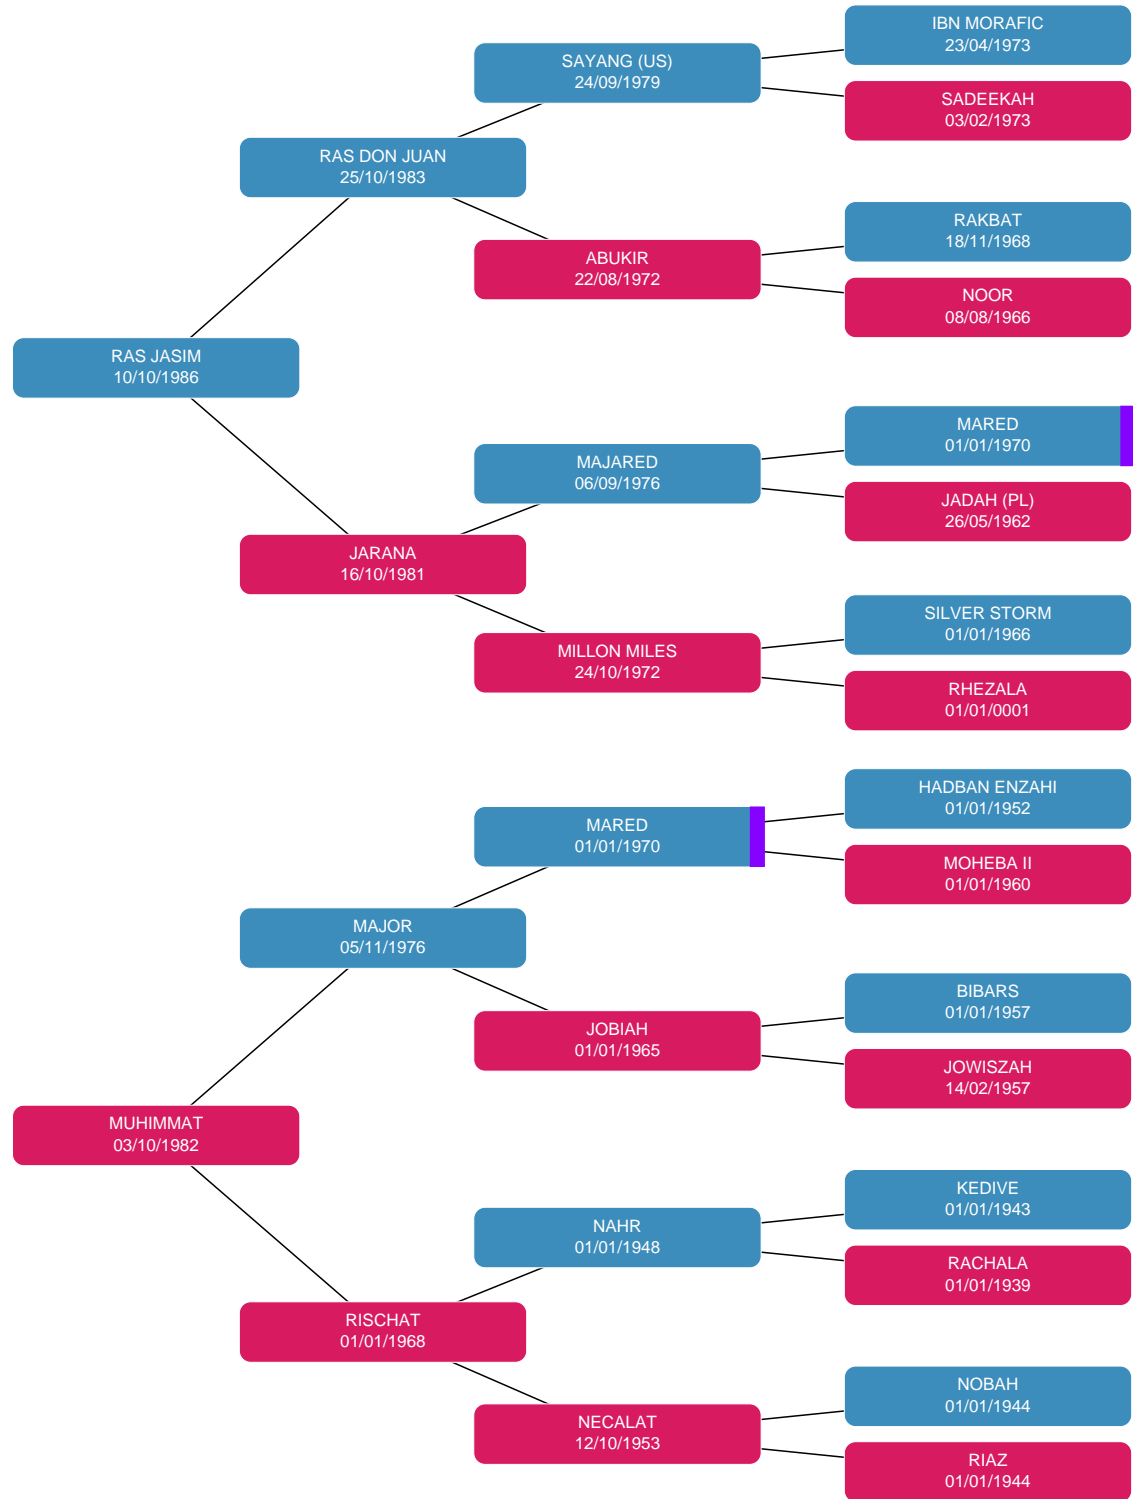 IBN MORAFIC
23/04/1973
SAYANG (US)
24/09/1979
SADEEKAH
03/02/1973
RAS DON JUAN
25/10/1983
RAKBAT
18/11/1968
ABUKIR
22/08/1972
NOOR
08/08/1966
RAS JASIM
10/10/1986
MARED
01/01/1970
MAJARED
06/09/1976
JADAH (PL)
26/05/1962
JARANA
16/10/1981
SILVER STORM
01/01/1966
MILLON MILES
24/10/1972
RHEZALA
01/01/0001
HADBAN ENZAHI
01/01/1952
MARED
01/01/1970
MOHEBA II
01/01/1960
MAJOR
05/11/1976
BIBARS
01/01/1957
JOBIAH
01/01/1965
JOWISZAH
14/02/1957
MUHIMMAT
03/10/1982
KEDIVE
01/01/1943
NAHR
01/01/1948
RACHALA
01/01/1939
RISCHAT
01/01/1968
NOBAH
01/01/1944
NECALAT
12/10/1953
RIAZ
01/01/1944